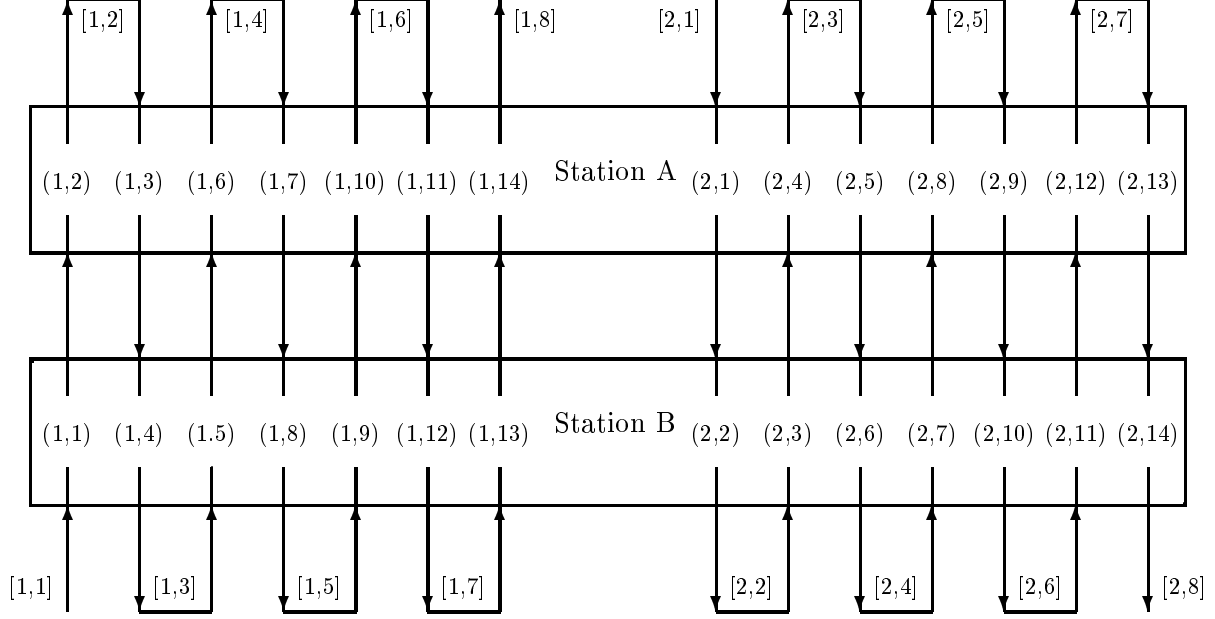 [1,2] [1,4] [1,6] [1,8] [2,1] [2,3] [2,5] [2,7]
Station A
(1,2) (1,3) (1,6) (1,7) (1,10) (1,11) (1,14) (2,1) (2,4) (2,5) (2,8) (2,9) (2,12) (2,13)
Station B
(1,1) (1,4) (1.5) (1,8) (1,9) (1,12) (1,13) (2,2) (2,3) (2,6) (2,7) (2,10) (2,11) (2,14)
[1,1] [1,3] [1,5] [1,7] [2,2] [2,4] [2,6] [2,8]